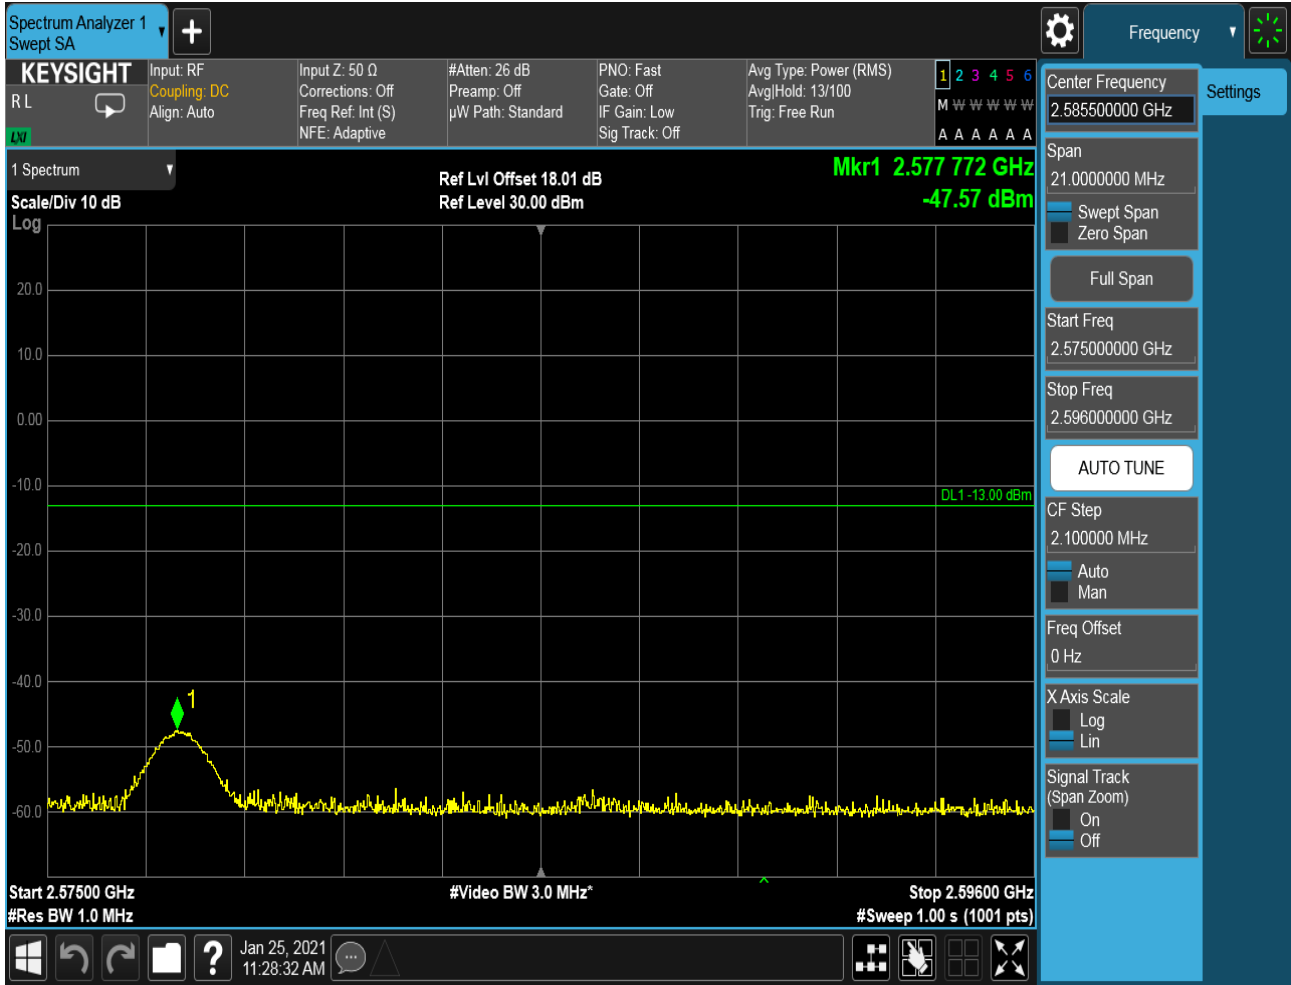 Spectrum Analyzer 1
Swept SA
Frequency
KEYSIGHT
R L
LXI
Input: RF
Coupling: DC
Align: Auto
Input Z: 50 Ω
Corrections: Off
Freq Ref: Int (S)
NFE: Adaptive
#Atten: 26 dB
Preamp: Off
µW Path: Standard
PNO: Fast
Gate: Off
IF Gain: Low
Sig Track: Off
Avg Type: Power (RMS)
Avg|Hold: 13/100
Trig: Free Run
1 2 3 4 5 6
M W W W W W
A A A A A A
1 Spectrum
Scale/Div 10 dB
Log
Ref Lvl Offset 18.01 dB
Ref Level 30.00 dBm
Mkr1 2.577 772 GHz
-47.57 dBm
20.0
10.0
0.00
-10.0
-20.0
-30.0
-40.0
-50.0
-60.0
DL1 -13.00 dBm
1
Start 2.57500 GHz
#Res BW 1.0 MHz
#Video BW 3.0 MHz*
Stop 2.59600 GHz
#Sweep 1.00 s (1001 pts)
Center Frequency
2.585500000 GHz
Settings
Span
21.0000000 MHz
Swept Span
Zero Span
Full Span
Start Freq
2.575000000 GHz
Stop Freq
2.596000000 GHz
AUTO TUNE
CF Step
2.100000 MHz
Auto
Man
Freq Offset
0 Hz
X Axis Scale
Log
Lin
Signal Track
(Span Zoom)
On
Off
?
Jan 25, 2021
11:28:32 AM